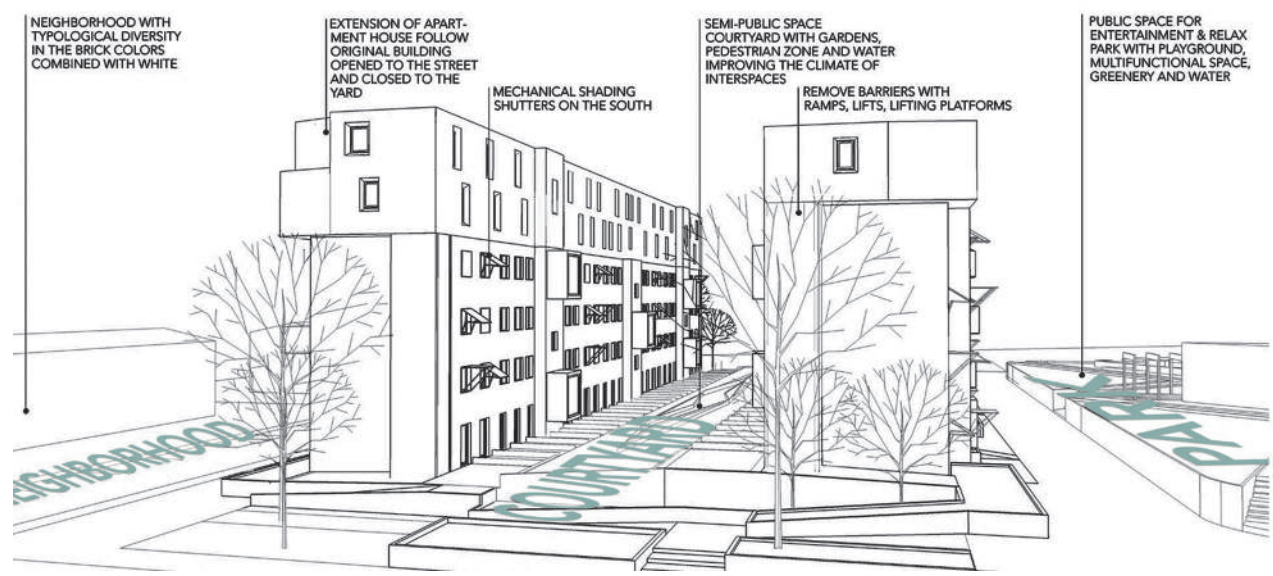 NEIGHBORHOOD WITH
TYPOLOGICAL DIVERSITY
IN THE BRICK COLORS
COMBINED WITH WHITE
EXTENSION OF APART-
MENT HOUSE FOLLOW
ORIGINAL BUILDING
OPENED TO THE STREET
AND CLOSED TO THE
YARD
MECHANICAL SHADING
SHUTTERS ON THE SOUTH
SEMI-PUBLIC SPACE
COURTYARD WITH GARDENS,
PEDESTRIAN ZONE AND WATER
IMPROVING THE CLIMATE OF
INTERSPACES
REMOVE BARRIERS WITH
RAMPS, LIFTS, LIFTING PLATFORMS
PUBLIC SPACE FOR
ENTERTAINMENT & RELAX
PARK WITH PLAYGROUND,
MULTIFUNCTIONAL SPACE,
GREENERY AND WATER
NEIGHBORHOOD
COURTYARD
PARK